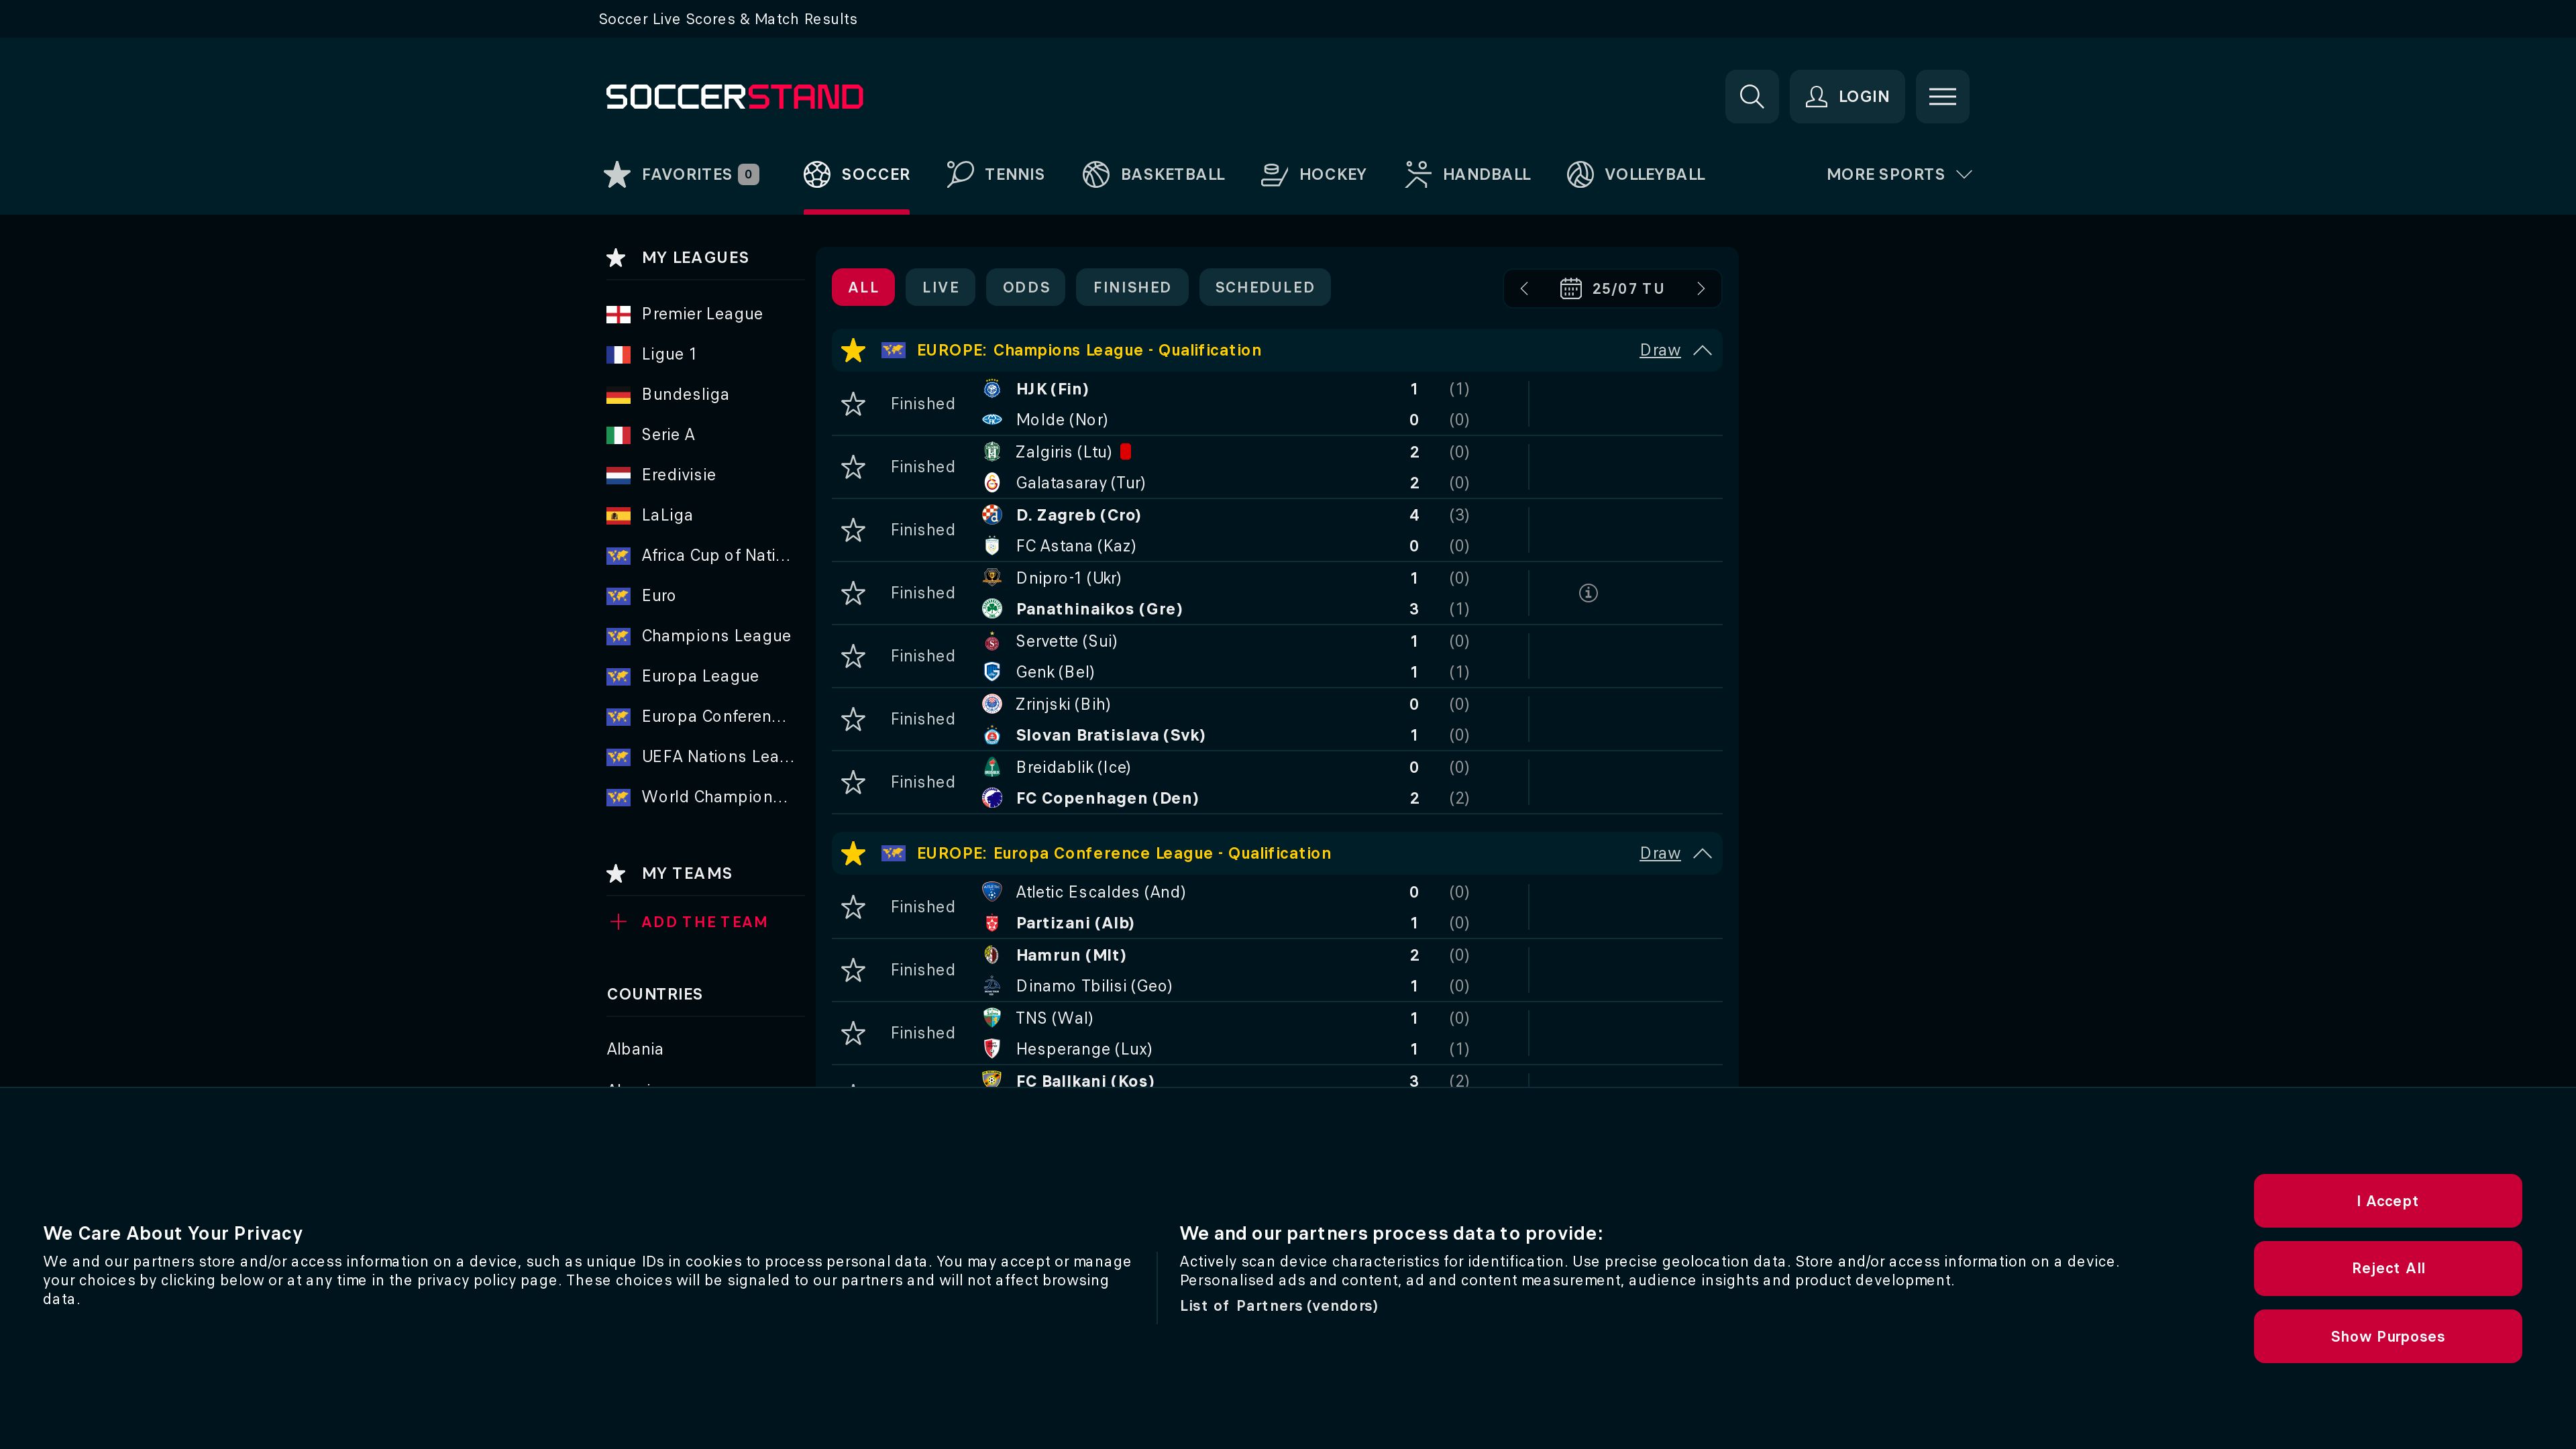 Soccer Live Scores & Match Results
SOCCERSTAND
LOGIN
FAVORITES 0
SOCCER
TENNIS
BASKETBALL
HOCKEY
HANDBALL
VOLLEYBALL
MORE SPORTS
MY LEAGUES
Premier League
Ligue 1
Bundesliga
Serie A
Eredivisie
LaLiga
Africa Cup of Nati...
Euro
Champions League
Europa League
Europa Conferen...
UEFA Nations Lea...
World Champion...
MY TEAMS
ADD THE TEAM
COUNTRIES
Albania
ALL
LIVE
ODDS
FINISHED
SCHEDULED
25/07 TU
EUROPE: Champions League - Qualification
Draw
Finished
HJK (Fin) 1 (1)
Molde (Nor) 0 (0)
Finished
Zalgiris (Ltu) 2 (0)
Galatasaray (Tur) 2 (0)
Finished
D. Zagreb (Cro) 4 (3)
FC Astana (Kaz) 0 (0)
Finished
Dnipro-1 (Ukr) 1 (0)
Panathinaikos (Gre) 3 (1)
Finished
Servette (Sui) 1 (0)
Genk (Bel) 1 (1)
Finished
Zrinjski (Bih) 0 (0)
Slovan Bratislava (Svk) 1 (0)
Finished
Breidablik (Ice) 0 (0)
FC Copenhagen (Den) 2 (2)
EUROPE: Europa Conference League - Qualification
Draw
Finished
Atletic Escaldes (And) 0 (0)
Partizani (Alb) 1 (0)
Finished
Hamrun (Mlt) 2 (0)
Dinamo Tbilisi (Geo) 1 (0)
Finished
TNS (Wal) 1 (0)
Hesperange (Lux) 1 (1)
FC Ballkani (Kos) 3 (2)
We Care About Your Privacy
We and our partners store and/or access information on a device, such as unique IDs in cookies to process personal data. You may accept or manage
your choices by clicking below or at any time in the privacy policy page. These choices will be signaled to our partners and will not affect browsing
data.
We and our partners process data to provide:
Actively scan device characteristics for identification. Use precise geolocation data. Store and/or access information on a device.
Personalised ads and content, ad and content measurement, audience insights and product development.
List of Partners (vendors)
I Accept
Reject All
Show Purposes